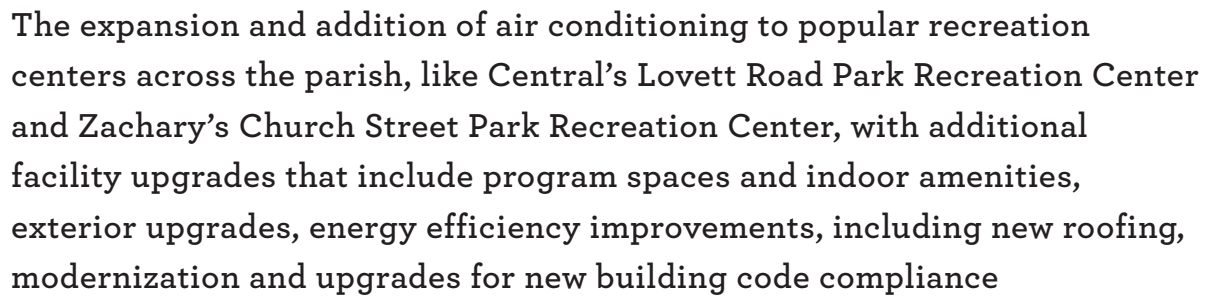 The expansion and addition of air conditioning to popular recreation
centers across the parish, like Central’s Lovett Road Park Recreation Center
and Zachary’s Church Street Park Recreation Center, with additional
facility upgrades that include program spaces and indoor amenities,
exterior upgrades, energy efficiency improvements, including new roofing,
modernization and upgrades for new building code compliance